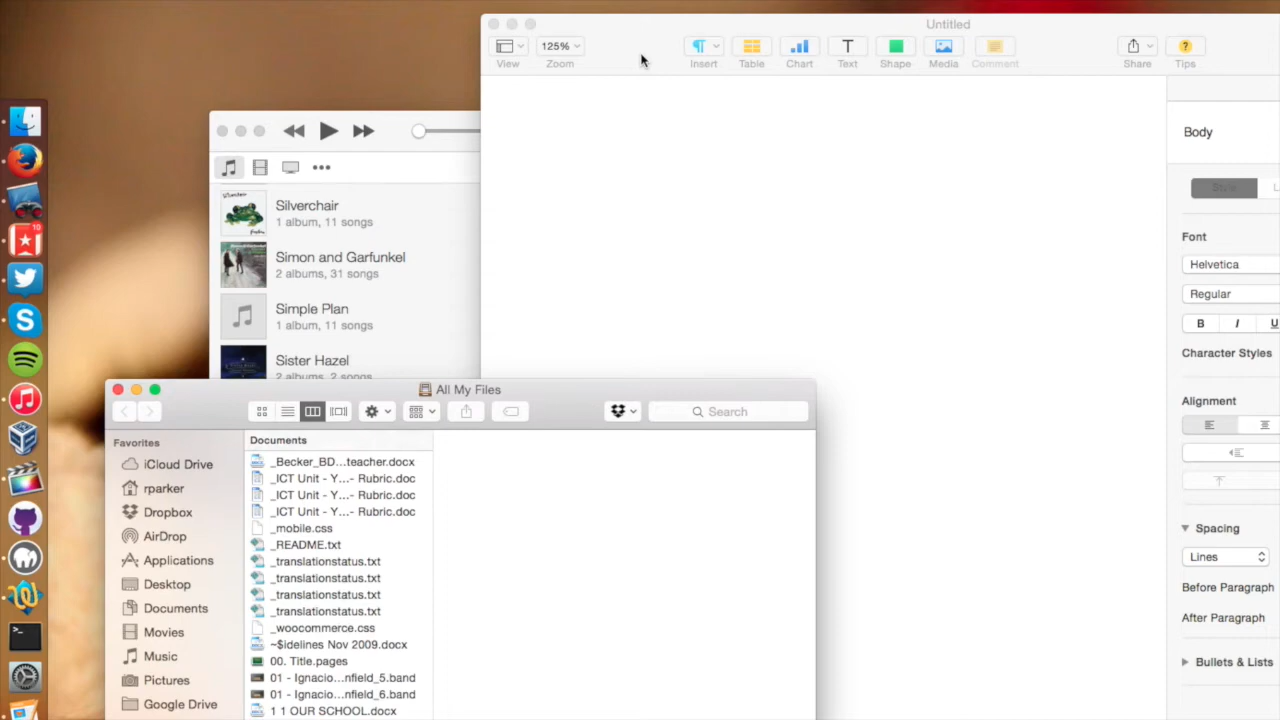 Untitled
125%
View
Zoom
Insert
Table
Chart
Text
Shape
Media
Comment
Share
Tips
Body
Style
Font
Helvetica
Regular
B I U
Character Styles
Alignment
Spacing
Lines
Before Paragraph
After Paragraph
Bullets & Lists
Silverchair
1 album, 11 songs
Simon and Garfunkel
2 albums, 31 songs
Simple Plan
1 album, 11 songs
Sister Hazel
2 albums, 2 songs
10
All My Files
Search
Favorites
iCloud Drive
rparker
Dropbox
AirDrop
Applications
Desktop
Documents
Movies
Music
Pictures
Google Drive
Documents
_Becker_BD...teacher.docx
_ICT Unit - Y...- Rubric.doc
_ICT Unit - Y...- Rubric.doc
_ICT Unit - Y...- Rubric.doc
_mobile.css
_README.txt
_translationstatus.txt
_translationstatus.txt
_translationstatus.txt
_translationstatus.txt
_woocommerce.css
~$idelines Nov 2009.docx
00. Title.pages
01 - Ignacio...nfield_5.band
01 - Ignacio...nfield_6.band
1 1 OUR SCHOOL.docx